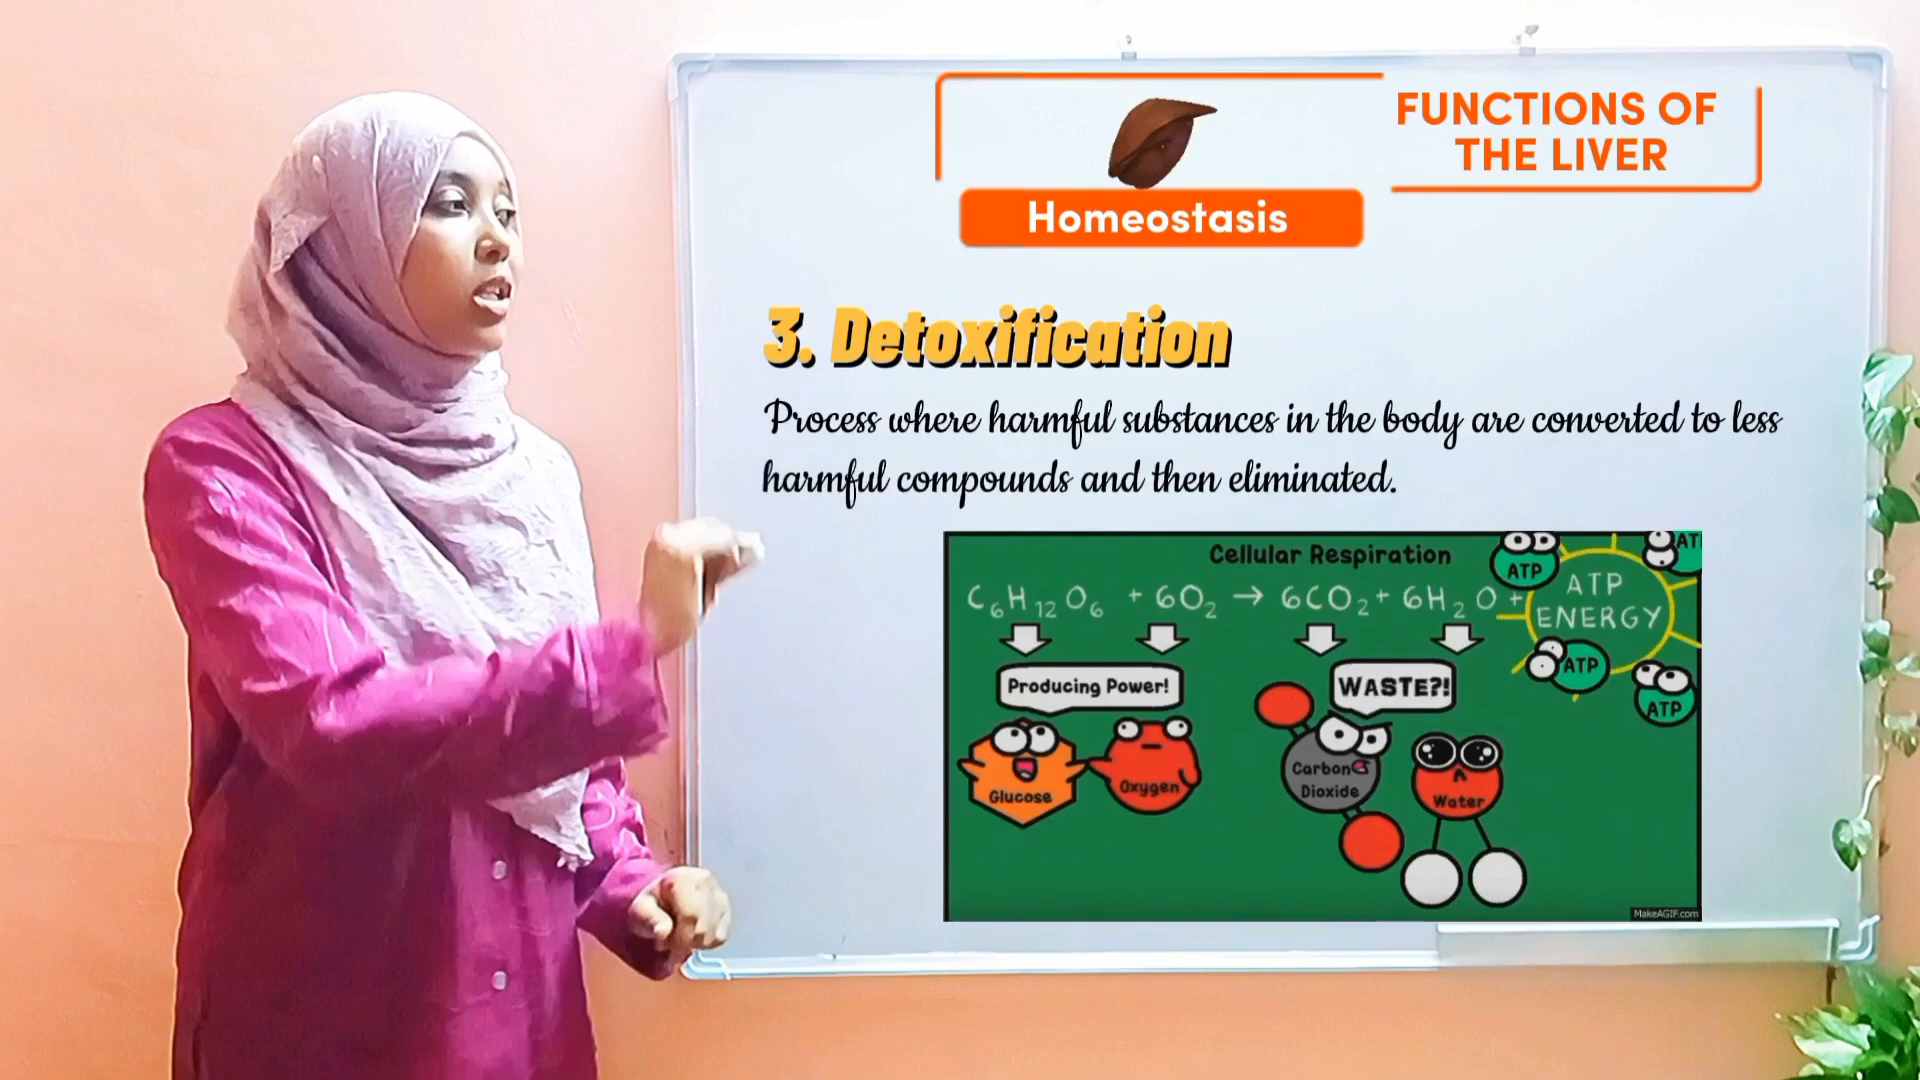 FUNCTIONS OF
THE LIVER
Homeostasis
3. Detoxification
Process where harmful substances in the body are converted to less
harmful compounds and then eliminated.
Cellular Respiration
C6H12O6 + 6O2 → 6CO2 + 6H2O +
ATP
ENERGY
ATP
AT
ATP
ATP
Producing Power!
WASTE?!
Glucose
Oxygen
Carbon
Dioxide
Water
MakeAGIF.com